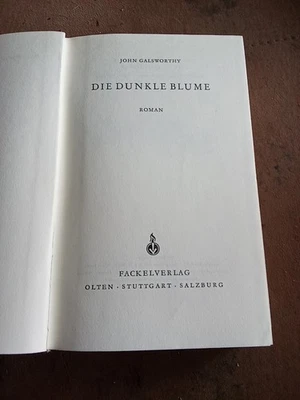 JOHN GALSWORTHY
DIE DUNKLE BLUME
ROMAN
FACKELVERLAG
OLTEN · STUTTGART · SALZBURG